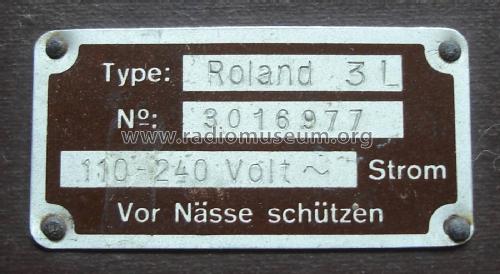 Type: Roland 3 L
Nº: 3016977
www.radiomuseum.org
110-240 Volt ~ Strom
Vor Nässe schützen